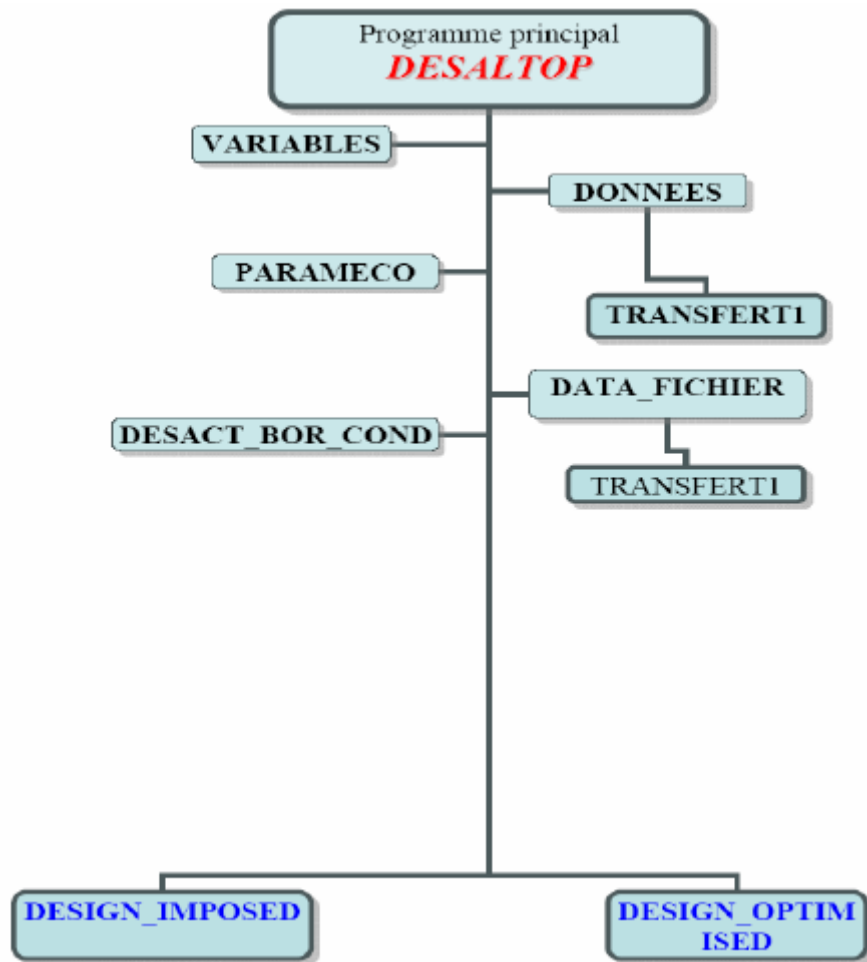 Programme principal
DESALTOP
VARIABLES
DONNEES
PARAMECO
TRANSFERT1
DATA_FICHIER
DESACT_BOR_COND
TRANSFERT1
DESIGN_IMPOSED
DESIGN_OPTIM
ISED